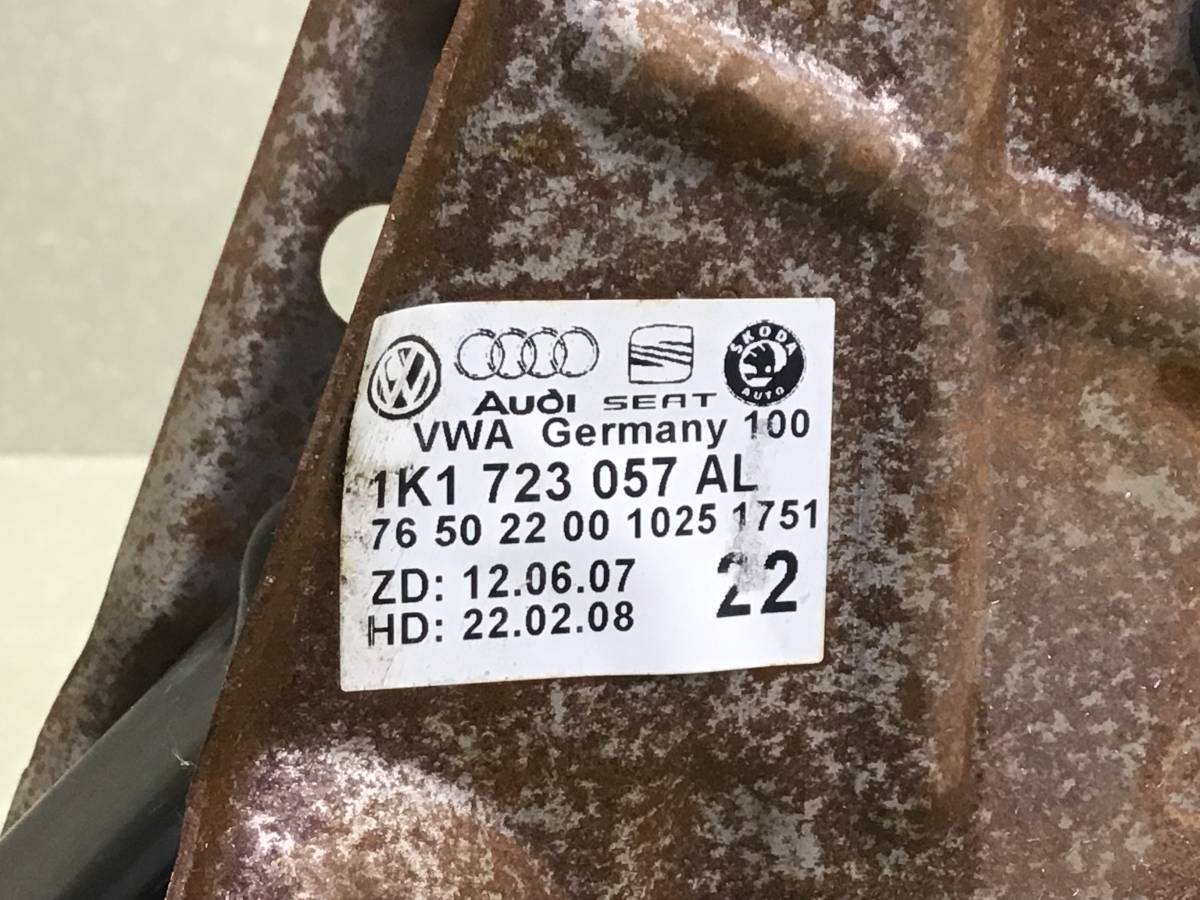 VW
SKODA
AUTO
Audi SEAT
VWA Germany 100
1K1 723 057 AL
76 50 22 00 1025 1751
ZD: 12.06.07
HD: 22.02.08 22